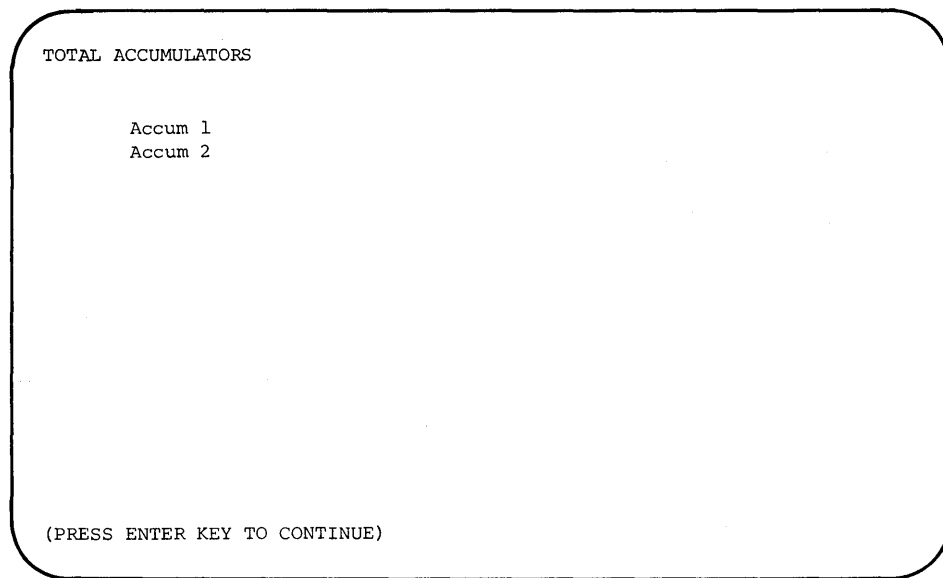 TOTAL ACCUMULATORS
Accum 1
Accum 2
(PRESS ENTER KEY TO CONTINUE)